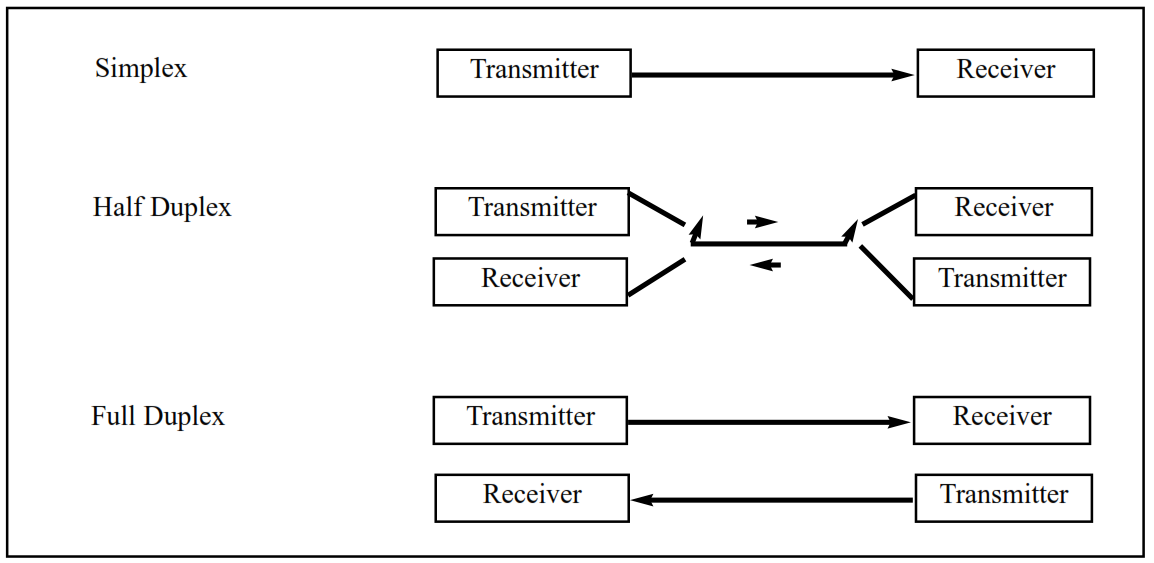 Simplex Transmitter Receiver
Half Duplex Transmitter Receiver
Receiver Transmitter
Full Duplex Transmitter Receiver
Receiver Transmitter